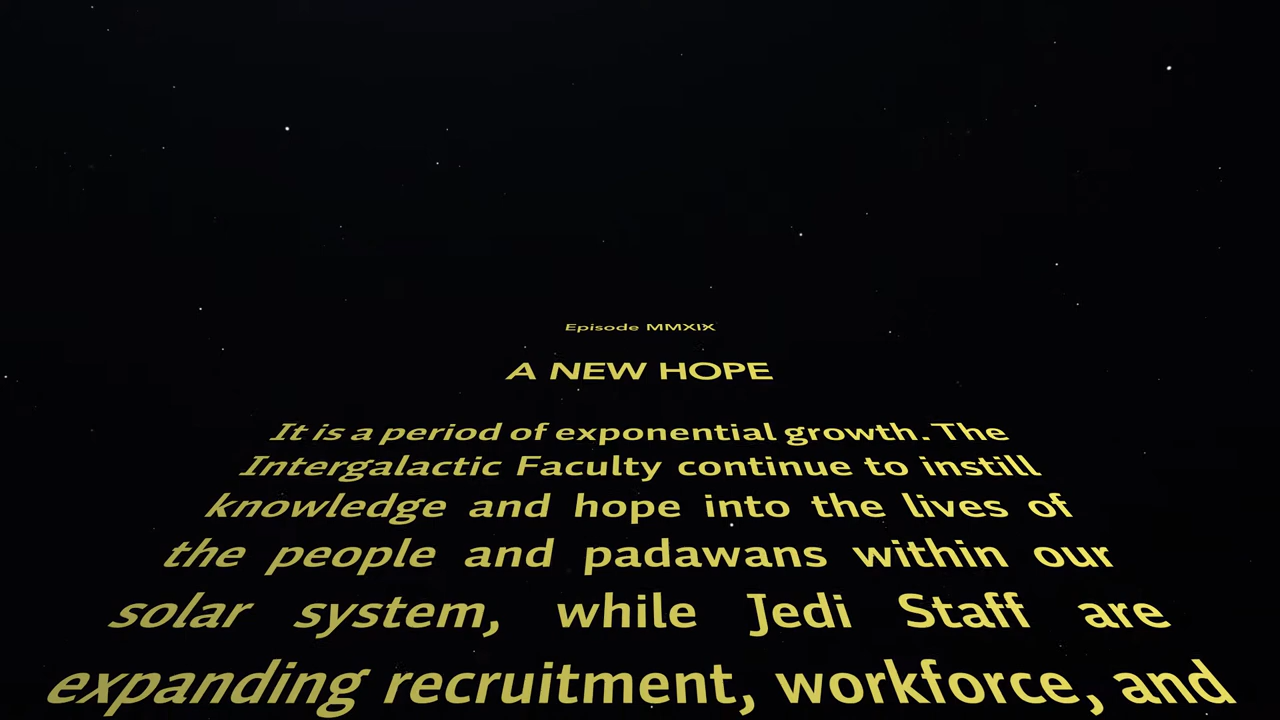 Episode MMXIX
A NEW HOPE
It is a period of exponential growth. The
Intergalactic Faculty continue to instill
knowledge and hope into the lives of
the people and padawans within our
solar system, while Jedi Staff are
expanding recruitment, workforce, and